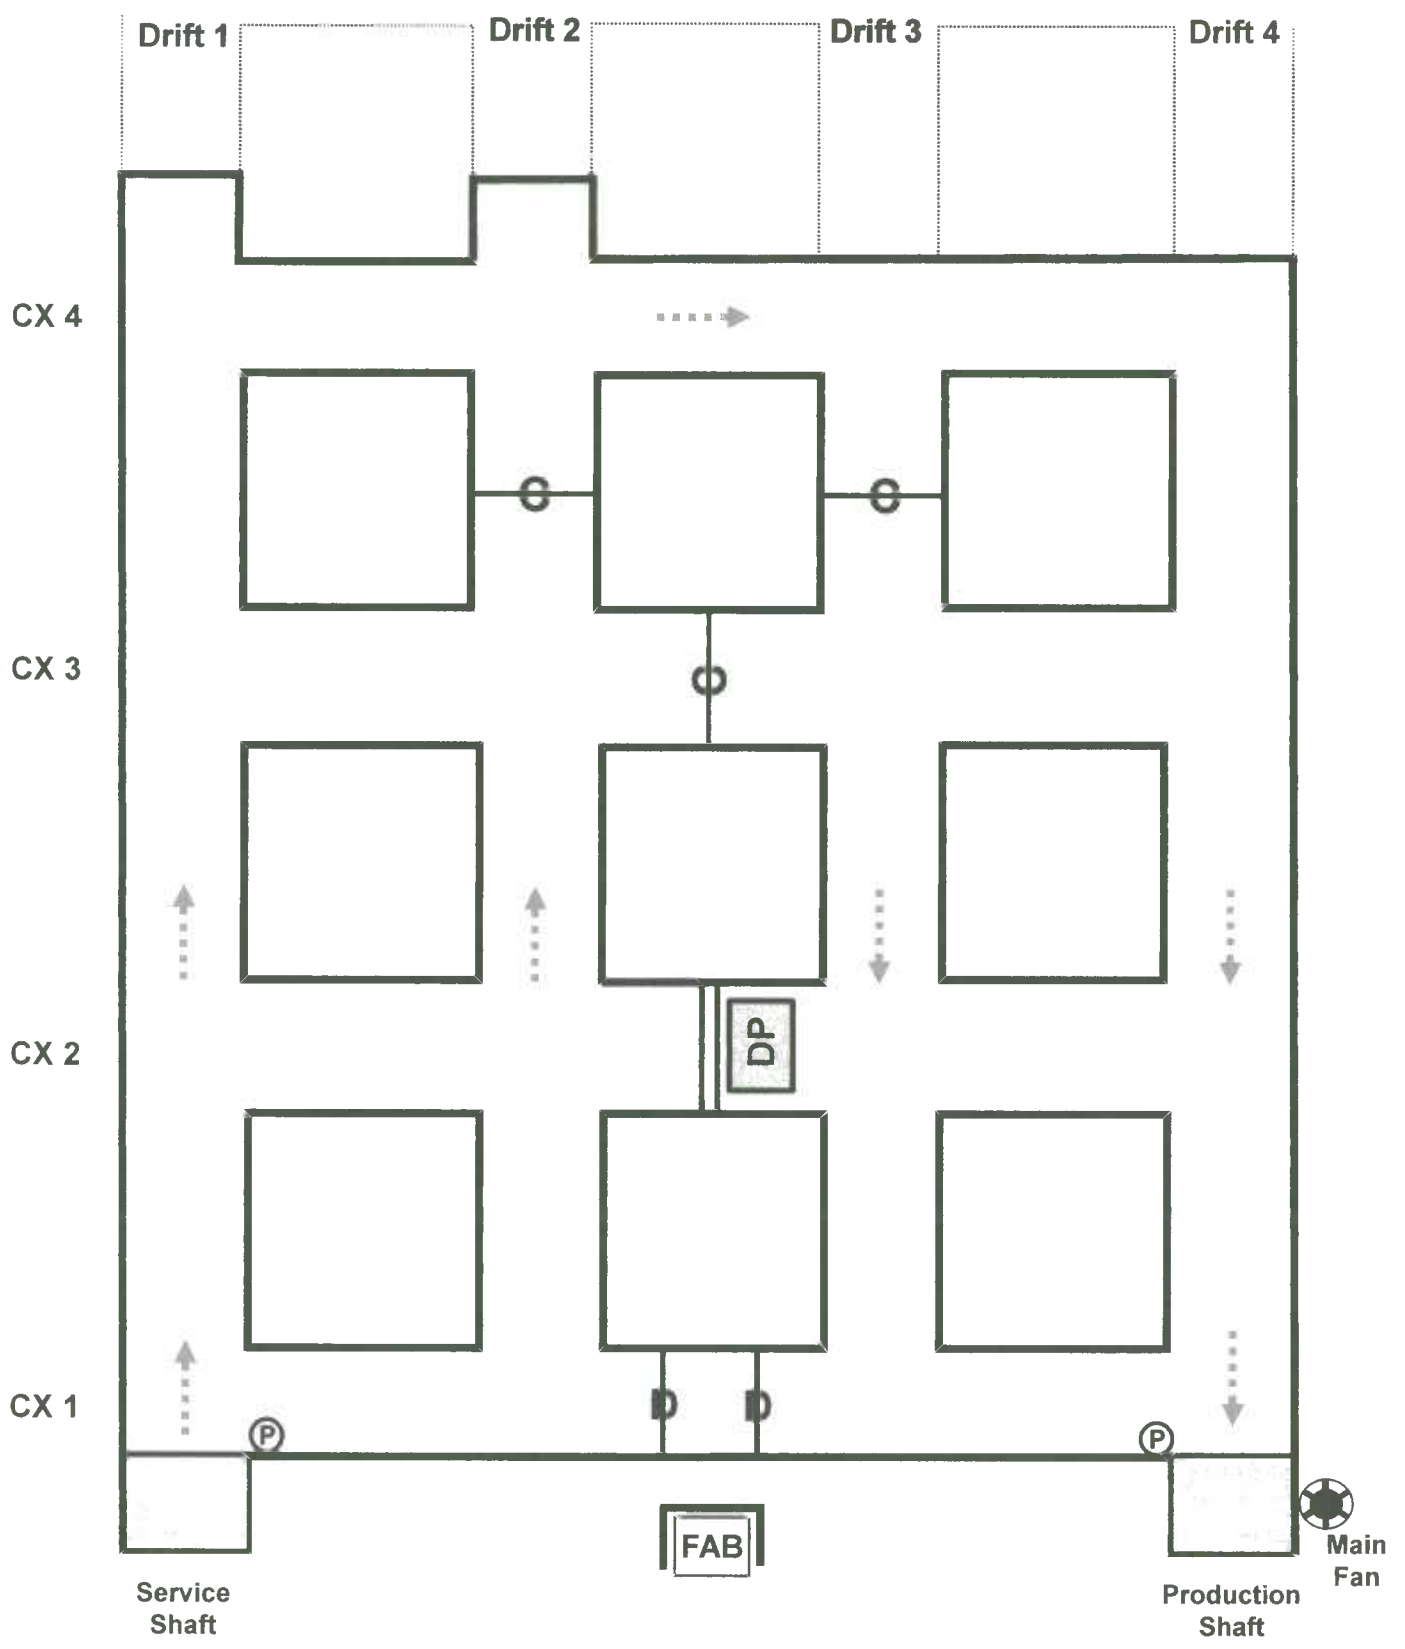 Drift 1
Drift 2
Drift 3
Drift 4
CX 4
C
C
CX 3
C
CX 2
DP
CX 1
D
D
P
P
FAB
Main
Fan
Service
Shaft
Production
Shaft